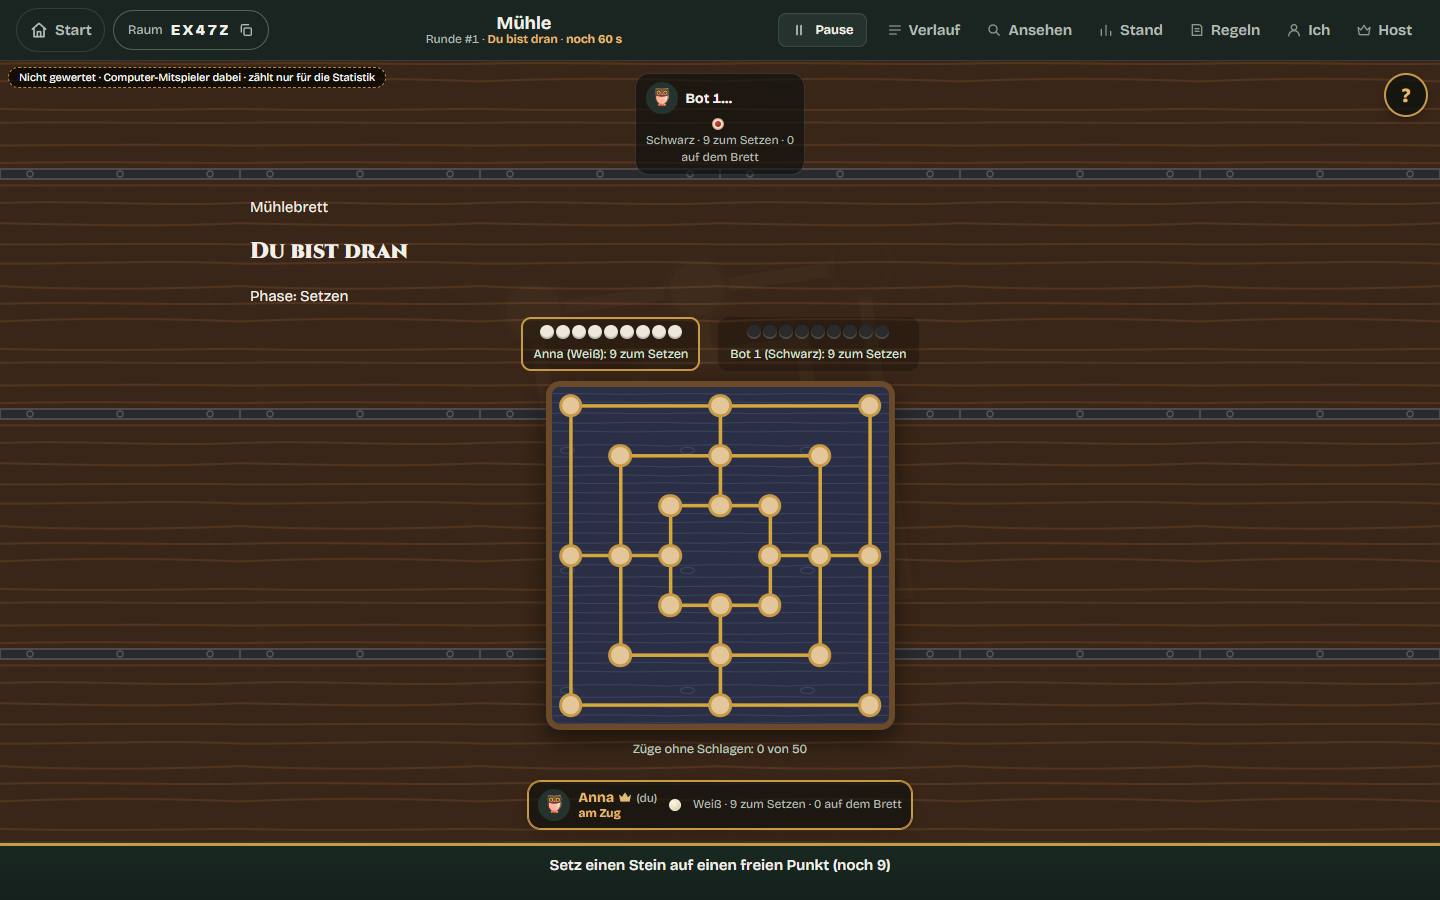 Start
Raum EX47Z
Mühle
Runde #1 · Du bist dran · noch 60 s
Pause
Verlauf
Ansehen
Stand
Regeln
Ich
Host
Nicht gewertet · Computer-Mitspieler dabei · zählt nur für die Statistik
?
Bot 1...
Schwarz · 9 zum Setzen · 0
auf dem Brett
Mühlebrett
Du bist dran
Phase: Setzen
Anna (Weiß): 9 zum Setzen
Bot 1 (Schwarz): 9 zum Setzen
Züge ohne Schlagen: 0 von 50
Anna (du)
am Zug
Weiß · 9 zum Setzen · 0 auf dem Brett
Setz einen Stein auf einen freien Punkt (noch 9)